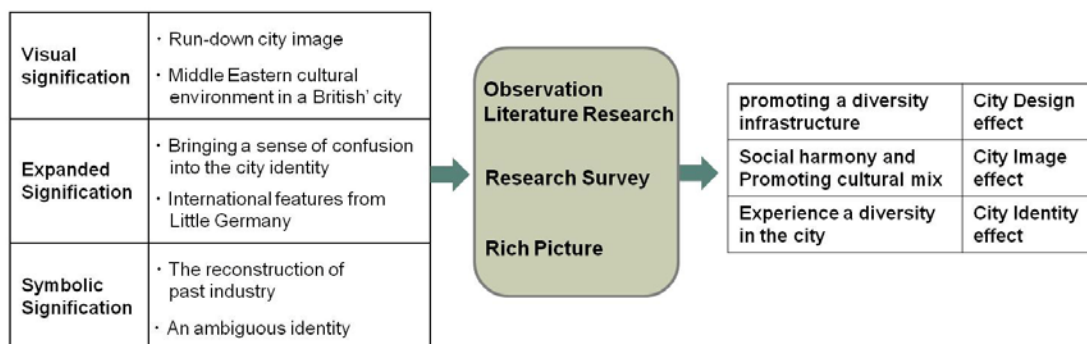 Visual
signification
· Run-down city image
· Middle Eastern cultural
environment in a British' city
Expanded
Signification
· Bringing a sense of confusion
into the city identity
· International features from
Little Germany
Symbolic
Signification
· The reconstruction of
past industry
· An ambiguous identity
Observation
Literature Research
Research Survey
Rich Picture
promoting a diversity
infrastructure
City Design
effect
Social harmony and
Promoting cultural mix
City Image
effect
Experience a diversity
in the city
City Identity
effect